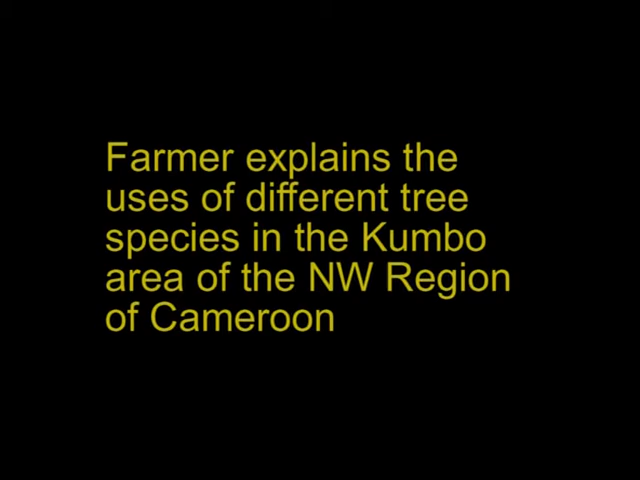 Farmer explains the
uses of different tree
species in the Kumbo
area of the NW Region
of Cameroon